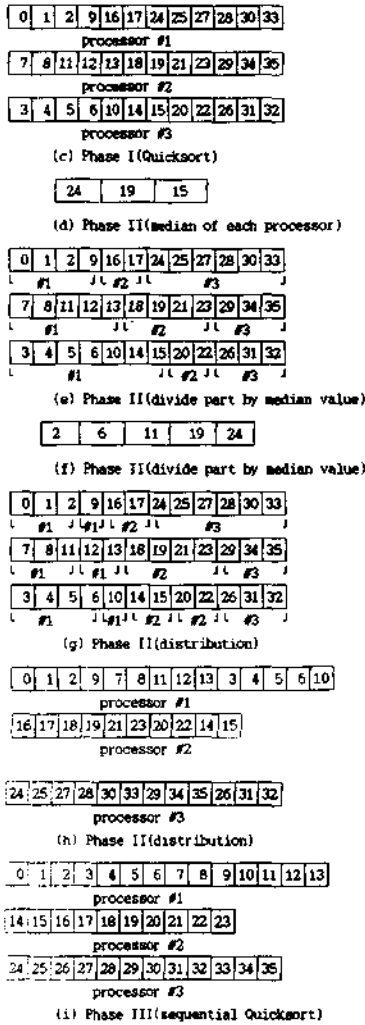 0 1 2 9 16 17 24 25 27 28 30 33
processor #1
7 8 11 12 13 18 19 21 23 29 34 35
processor #2
3 4 5 6 10 14 15 20 22 26 31 32
processor #3
(c) Phase I(Quicksort)
24 19 15
(d) Phase II(median of each processor)
0 1 2 9 16 17 24 25 27 28 30 33
#1 #2 #3
7 8 11 12 13 18 19 21 23 29 34 35
#1 #2 #3
3 4 5 6 10 14 15 20 22 26 31 32
#1 #2 #3
(e) Phase II(divide part by median value)
2 6 11 19 24
(f) Phase II(divide part by median value)
0 1 2 9 16 17 24 25 27 28 30 33
#1 #1 #2 #3
7 8 11 12 13 18 19 21 23 29 34 35
#1 #1 #2 #3
3 4 5 6 10 14 15 20 22 26 31 32
#1 #1 #2 #2 #3
(g) Phase II(distribution)
0 1 2 9 7 8 11 12 13 3 4 5 6 10
processor #1
16 17 18 19 21 23 20 22 14 15
processor #2
24 25 27 28 30 33 29 34 35 26 31 32
processor #3
(h) Phase II(distribution)
0 1 2 3 4 5 6 7 8 9 10 11 12 13
processor #1
14 15 16 17 18 19 20 21 22 23
processor #2
24 25 26 27 28 29 30 31 32 33 34 35
processor #3
(i) Phase III(sequential Quicksort)